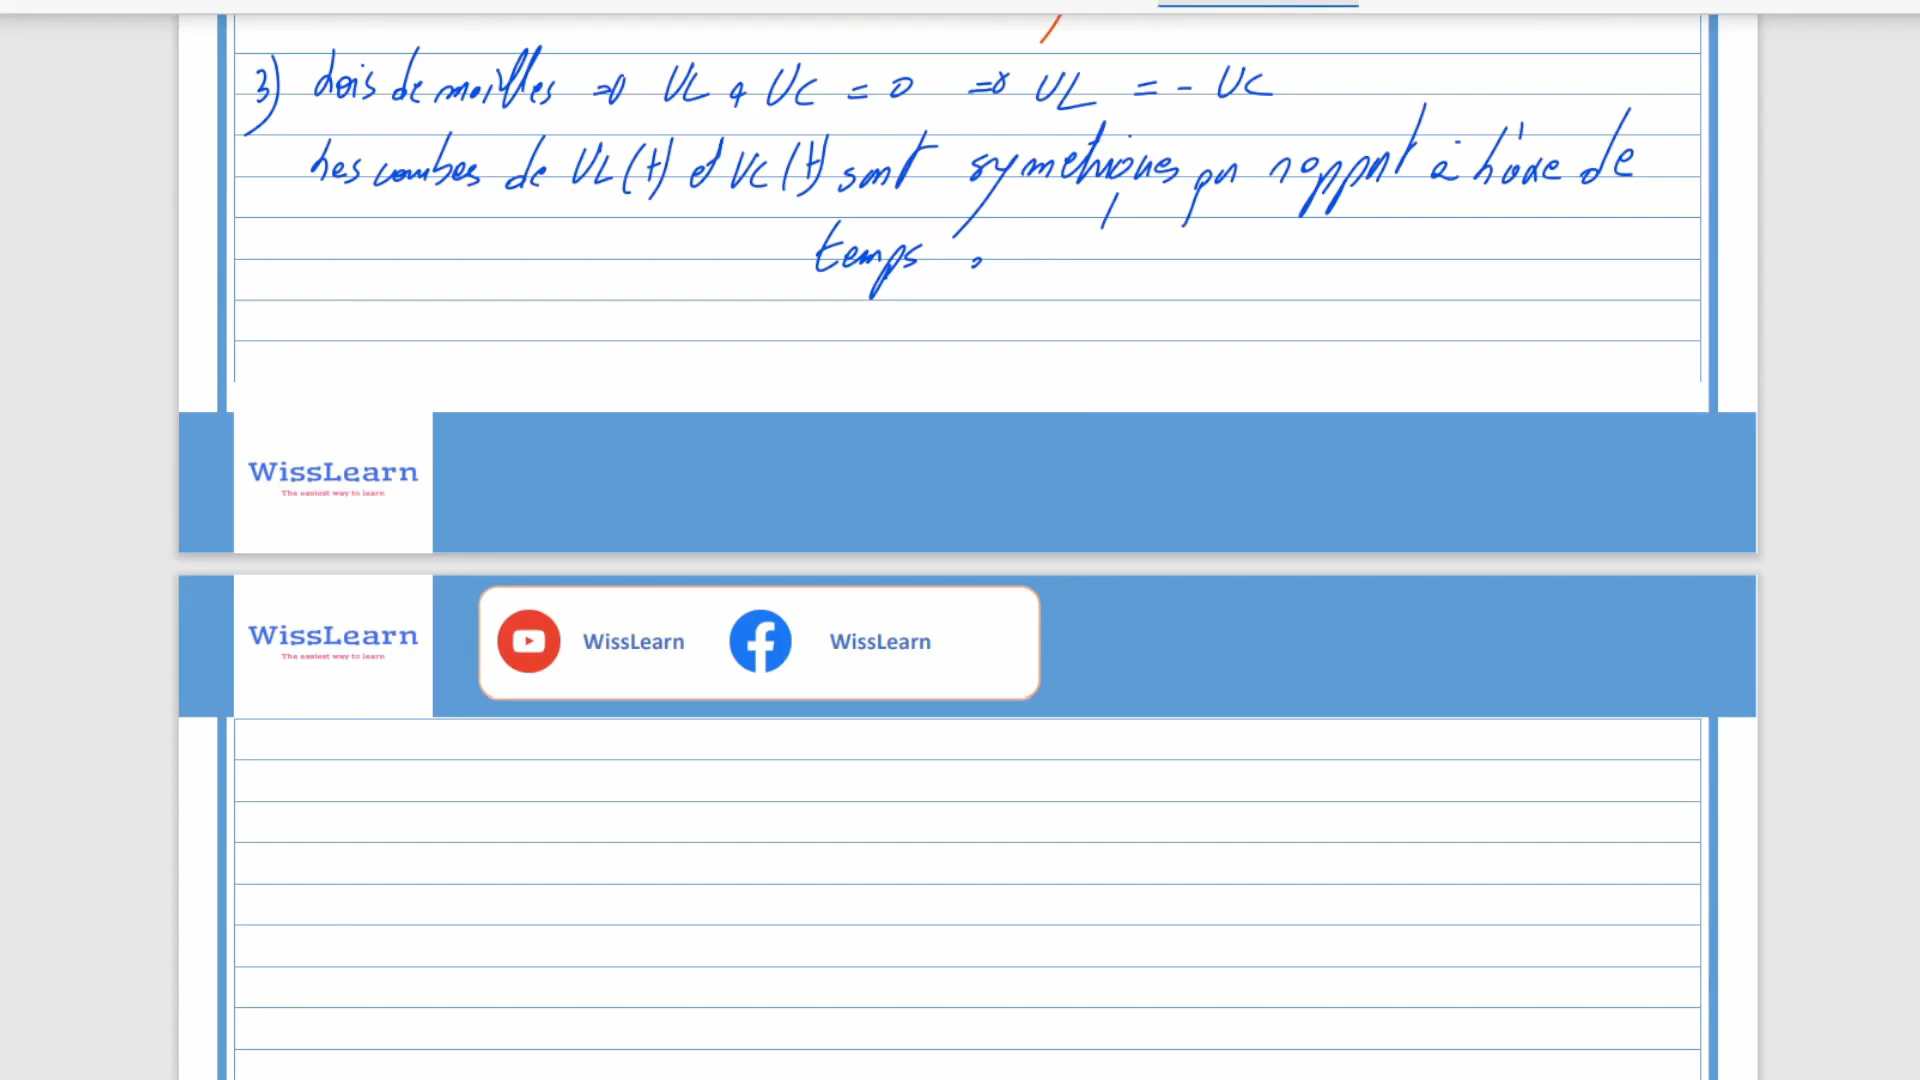 3) Lois de mailles => UL + UC = 0 => UL = - UC
Les courbes de UL(t) et UC(t) sont symetriques par rapport à l'axe de
temps .
WissLearn
The easiest way to learn
WissLearn
The easiest way to learn
WissLearn WissLearn